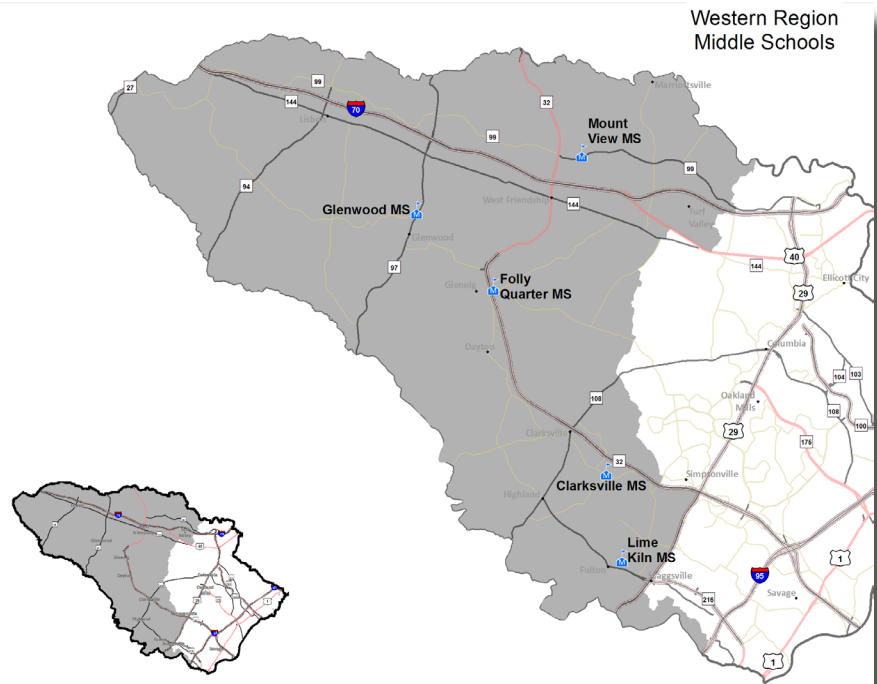 Western Region
Middle Schools
27
99
144
70
Lisbon
32
Marriottsville
99
Mount
View MS
99
94
West Friendship
144
Turf
Valley
Glenwood MS
Glenwood
97
40
144
Ellicott City
29
Folly
Quarter MS
Glenelg
Dayton
Columbia
104
103
108
Oakland
Mills
108
100
29
175
Clarksville
32
Simpsonville
Clarksville MS
Highland
Lime
Kiln MS
Fulton
Scaggsville
216
95
Savage
1
1